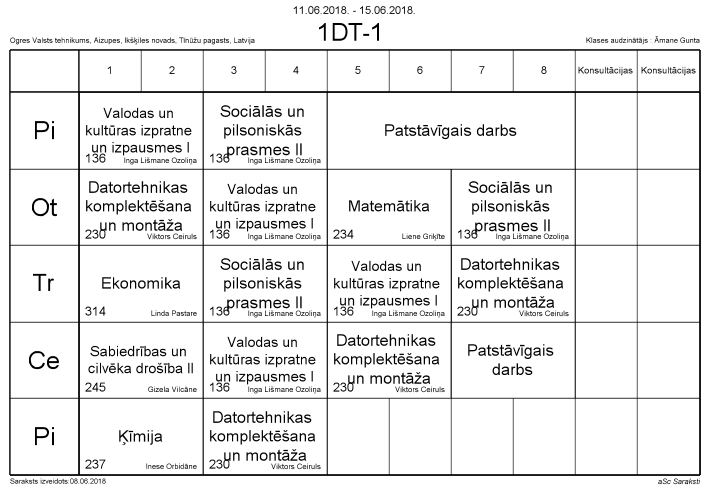 11.06.2018. - 15.06.2018.
1DT-1
Ogres Valsts tehnikums, Aizupes, Ikšķiles novads, Tīnūžu pagasts, Latvija
Klases audzinātājs : Āmane Gunta
1 2 3 4 5 6 7 8 Konsultācijas Konsultācijas
Pi
Valodas un
kultūras izpratne
un izpausmes I
136 Inga Lišmane Ozoliņa
Sociālās un
pilsoniskās
prasmes II
136 Inga Lišmane Ozoliņa
Patstāvīgais darbs
Ot
Datortehnikas
komplektēšana
un montāža
230 Viktors Ceiruls
Valodas un
kultūras izpratne
un izpausmes I
136 Inga Lišmane Ozoliņa
Matemātika
234 Liene Griķīte
Sociālās un
pilsoniskās
prasmes II
136 Inga Lišmane Ozoliņa
Tr
Ekonomika
314 Linda Pastare
Sociālās un
pilsoniskās
prasmes II
136 Inga Lišmane Ozoliņa
Valodas un
kultūras izpratne
un izpausmes I
136 Inga Lišmane Ozoliņa
Datortehnikas
komplektēšana
un montāža
230 Viktors Ceiruls
Ce
Sabiedrības un
cilvēka drošība II
245 Gizela Vilcāne
Valodas un
kultūras izpratne
un izpausmes I
136 Inga Lišmane Ozoliņa
Datortehnikas
komplektēšana
un montāža
230 Viktors Ceiruls
Patstāvīgais
darbs
Pi
Ķīmija
237 Inese Orbidāne
Datortehnikas
komplektēšana
un montāža
230 Viktors Ceiruls
Saraksts izveidots:08.06.2018
aSc Saraksti